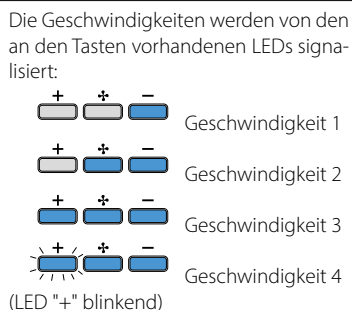 Die Geschwindigkeiten werden von den
an den Tasten vorhandenen LEDs signa-
lisiert:
+ ✣ −
Geschwindigkeit 1
+ ✣ −
Geschwindigkeit 2
+ ✣ −
Geschwindigkeit 3
+ ✣ −
Geschwindigkeit 4
(LED "+" blinkend)